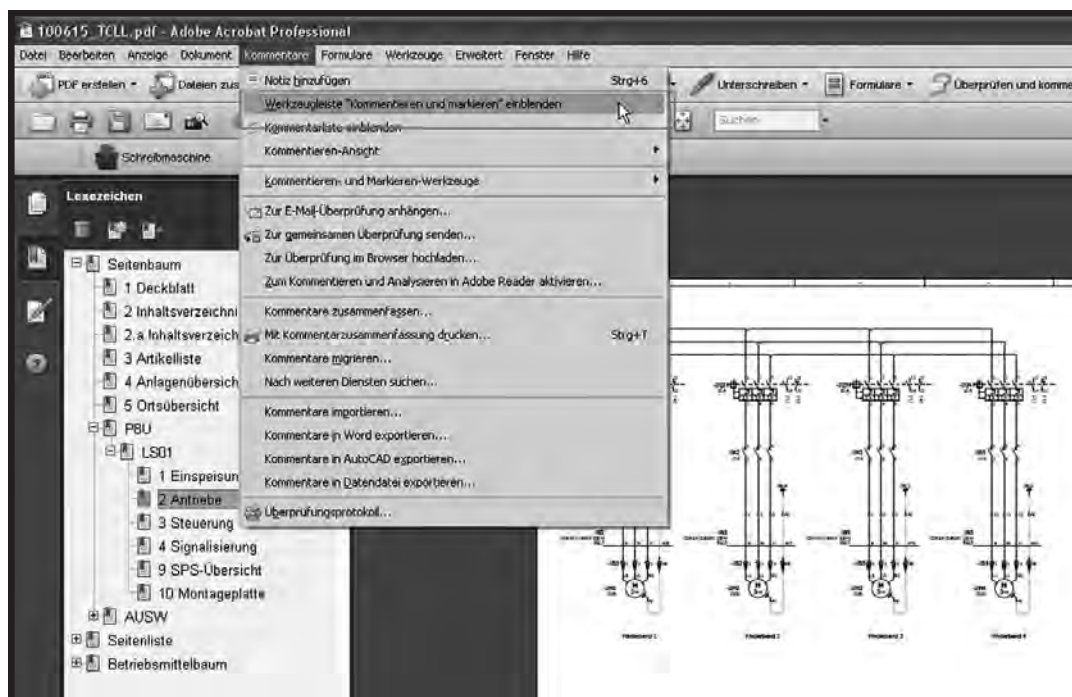 100615_TCLL.pdf - Adobe Acrobat Professional
Datei Bearbeiten Anzeige Dokument Kommentare Formulare Werkzeuge Erweitert Fenster Hilfe
PDF erstellen Dateien zus Unterschreiben Formulare Überprüfen und komme
Suchen
Schreibmaschine
Notiz hinzufügen Strg+6
Werkzeugleiste "Kommentieren und markieren" einblenden
Kommentarliste einblenden
Kommentieren-Ansicht
Kommentieren- und Markieren-Werkzeuge
Zur E-Mail-Überprüfung anhängen...
Zur gemeinsamen Überprüfung senden...
Zur Überprüfung im Browser hochladen...
Zum Kommentieren und Analysieren in Adobe Reader aktivieren...
Kommentare zusammenfassen...
Mit Kommentarzusammenfassung drucken... Strg+T
Kommentare migrieren...
Nach weiteren Diensten suchen...
Kommentare importieren...
Kommentare in Word exportieren...
Kommentare in AutoCAD exportieren...
Kommentare in Datendatei exportieren...
Überprüfungsprotokoll...
Lesezeichen
Seitenbaum
1 Deckblatt
2 Inhaltsverzeichni
2.a Inhaltsverzeich
3 Artikelliste
4 Anlagenübersich
5 Ortsübersicht
PBU
LS01
1 Einspeisun
2 Antriebe
3 Steuerung
4 Signalisierung
9 SPS-Übersicht
10 Montageplatte
AUSW
Seitenliste
Betriebsmittelbaum